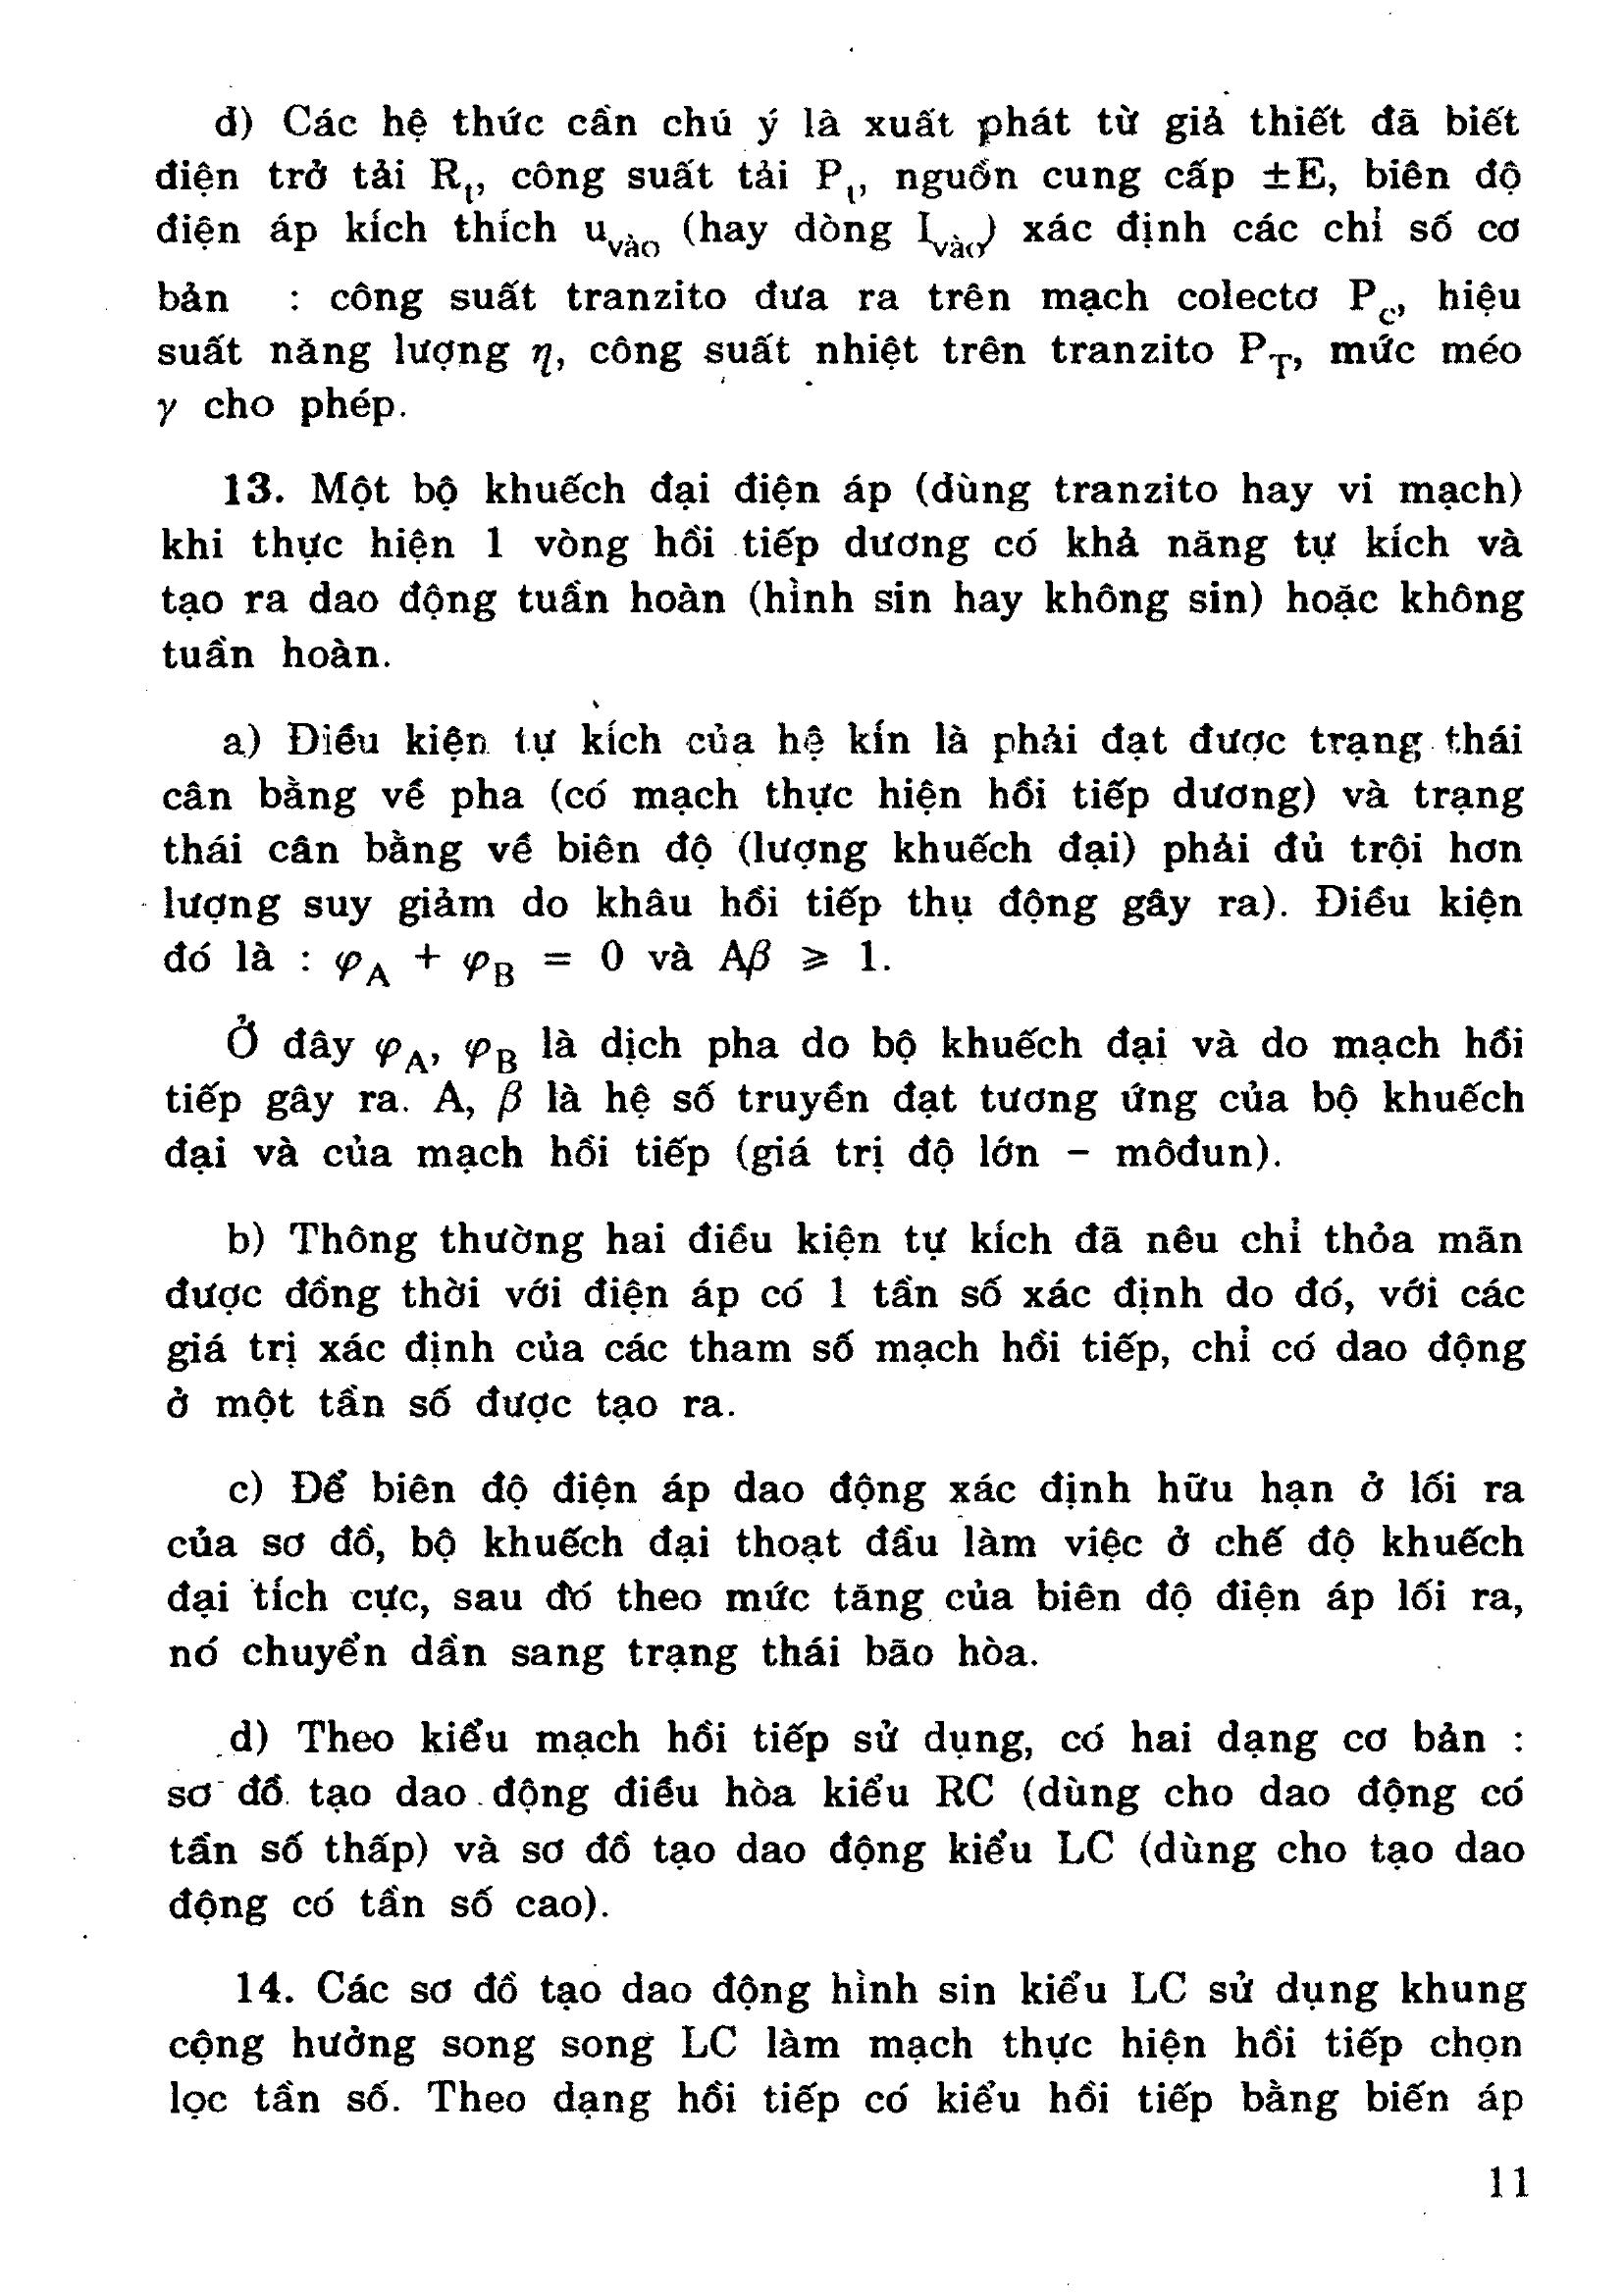 d) Các hệ thức cần chú ý là xuất phát từ giả thiết đã biết
điện trở tải Rt, công suất tải Pt, nguồn cung cấp ±E, biên độ
điện áp kích thích uvào (hay dòng Ivào) xác định các chỉ số cơ
bản : công suất tranzito đưa ra trên mạch colectơ Pc, hiệu
suất năng lượng η, công suất nhiệt trên tranzito PT, mức méo
γ cho phép.
13. Một bộ khuếch đại điện áp (dùng tranzito hay vi mạch)
khi thực hiện 1 vòng hồi tiếp dương có khả năng tự kích và
tạo ra dao động tuần hoàn (hình sin hay không sin) hoặc không
tuần hoàn.
a) Điều kiện tự kích của hệ kín là phải đạt được trạng thái
cân bằng về pha (có mạch thực hiện hồi tiếp dương) và trạng
thái cân bằng về biên độ (lượng khuếch đại) phải đủ trội hơn
lượng suy giảm do khâu hồi tiếp thụ động gây ra). Điều kiện
đó là : φA + φB = 0 và Aβ ⩾ 1.
Ở đây φA, φB là dịch pha do bộ khuếch đại và do mạch hồi
tiếp gây ra. A, β là hệ số truyền đạt tương ứng của bộ khuếch
đại và của mạch hồi tiếp (giá trị độ lớn - môđun).
b) Thông thường hai điều kiện tự kích đã nêu chỉ thỏa mãn
được đồng thời với điện áp có 1 tần số xác định do đó, với các
giá trị xác định của các tham số mạch hồi tiếp, chỉ có dao động
ở một tần số được tạo ra.
c) Để biên độ điện áp dao động xác định hữu hạn ở lối ra
của sơ đồ, bộ khuếch đại thoạt đầu làm việc ở chế độ khuếch
đại tích cực, sau đó theo mức tăng của biên độ điện áp lối ra,
nó chuyển dần sang trạng thái bão hòa.
d) Theo kiểu mạch hồi tiếp sử dụng, có hai dạng cơ bản :
sơ đồ tạo dao động điều hòa kiểu RC (dùng cho dao động có
tần số thấp) và sơ đồ tạo dao động kiểu LC (dùng cho tạo dao
động có tần số cao).
14. Các sơ đồ tạo dao động hình sin kiểu LC sử dụng khung
cộng hưởng song song LC làm mạch thực hiện hồi tiếp chọn
lọc tần số. Theo dạng hồi tiếp có kiểu hồi tiếp bằng biến áp
11